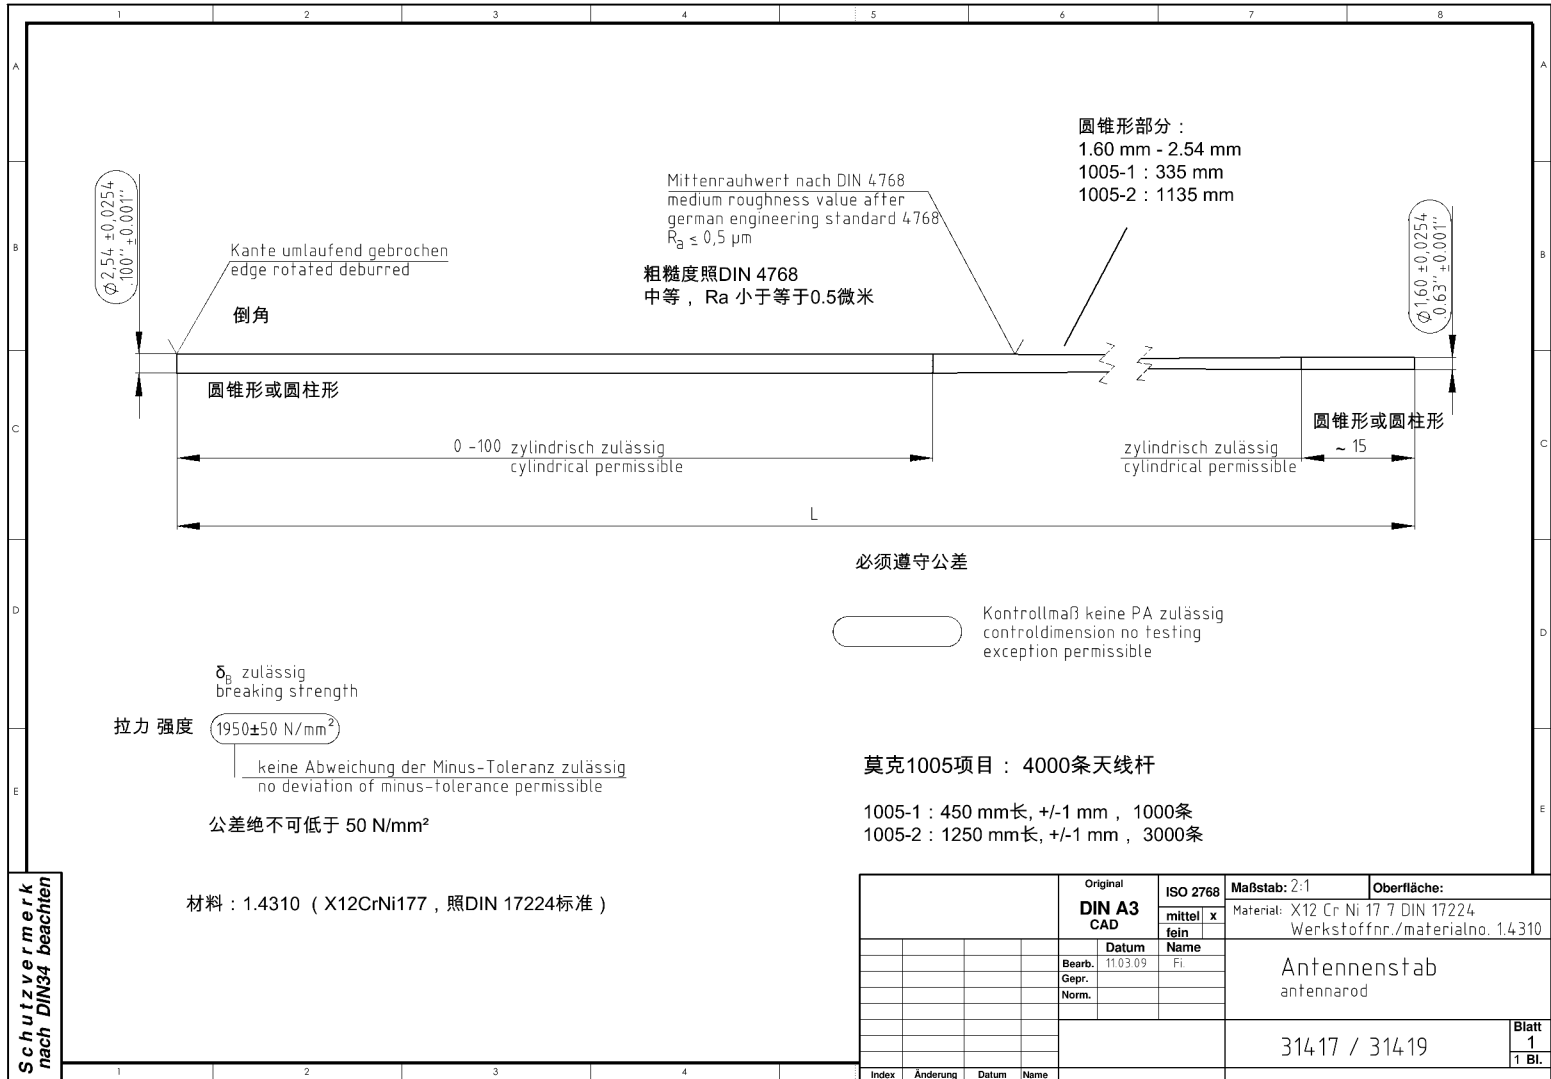 1 2 3 4 5 6 7 8
A
B
C
D
E
A
B
C
D
E
圆锥形部分：
1.60 mm - 2.54 mm
1005-1：335 mm
1005-2：1135 mm
Ø2,54 ±0,0254
.100" ±0.001"
Kante umlaufend gebrochen
edge rotated deburred
倒角
Mittenrauhwert nach DIN 4768
medium roughness value after
german engineering standard 4768
Ra ≤ 0,5 µm
粗糙度照DIN 4768
中等，Ra 小于等于0.5微米
Ø1,60 ±0,0254
0.63" ±0.001"
圆锥形或圆柱形
圆锥形或圆柱形
0 -100 zylindrisch zulässig
cylindrical permissible
zylindrisch zulässig
cylindrical permissible
~ 15
L
必须遵守公差
Kontrollmaß keine PA zulässig
controldimension no testing
exception permissible
δB zulässig
breaking strength
拉力 强度
1950±50 N/mm²
keine Abweichung der Minus-Toleranz zulässig
no deviation of minus-tolerance permissible
公差绝不可低于 50 N/mm²
莫克1005项目： 4000条天线杆
1005-1：450 mm长, +/-1 mm， 1000条
1005-2：1250 mm长, +/-1 mm， 3000条
材料：1.4310 （X12CrNi177，照DIN 17224标准）
Schutzvermerk
nach DIN34 beachten
Original
DIN A3
CAD
ISO 2768
mittel x
fein
Maßstab: 2:1
Oberfläche:
Material: X12 Cr Ni 17 7 DIN 17224
Werkstoffnr./materialno. 1.4310
Datum Name
Bearb. 11.03.09 Fi.
Gepr.
Norm.
Antennenstab
antennarod
31417 / 31419
Blatt
1
1 Bl.
Index Änderung Datum Name
1 2 3 4